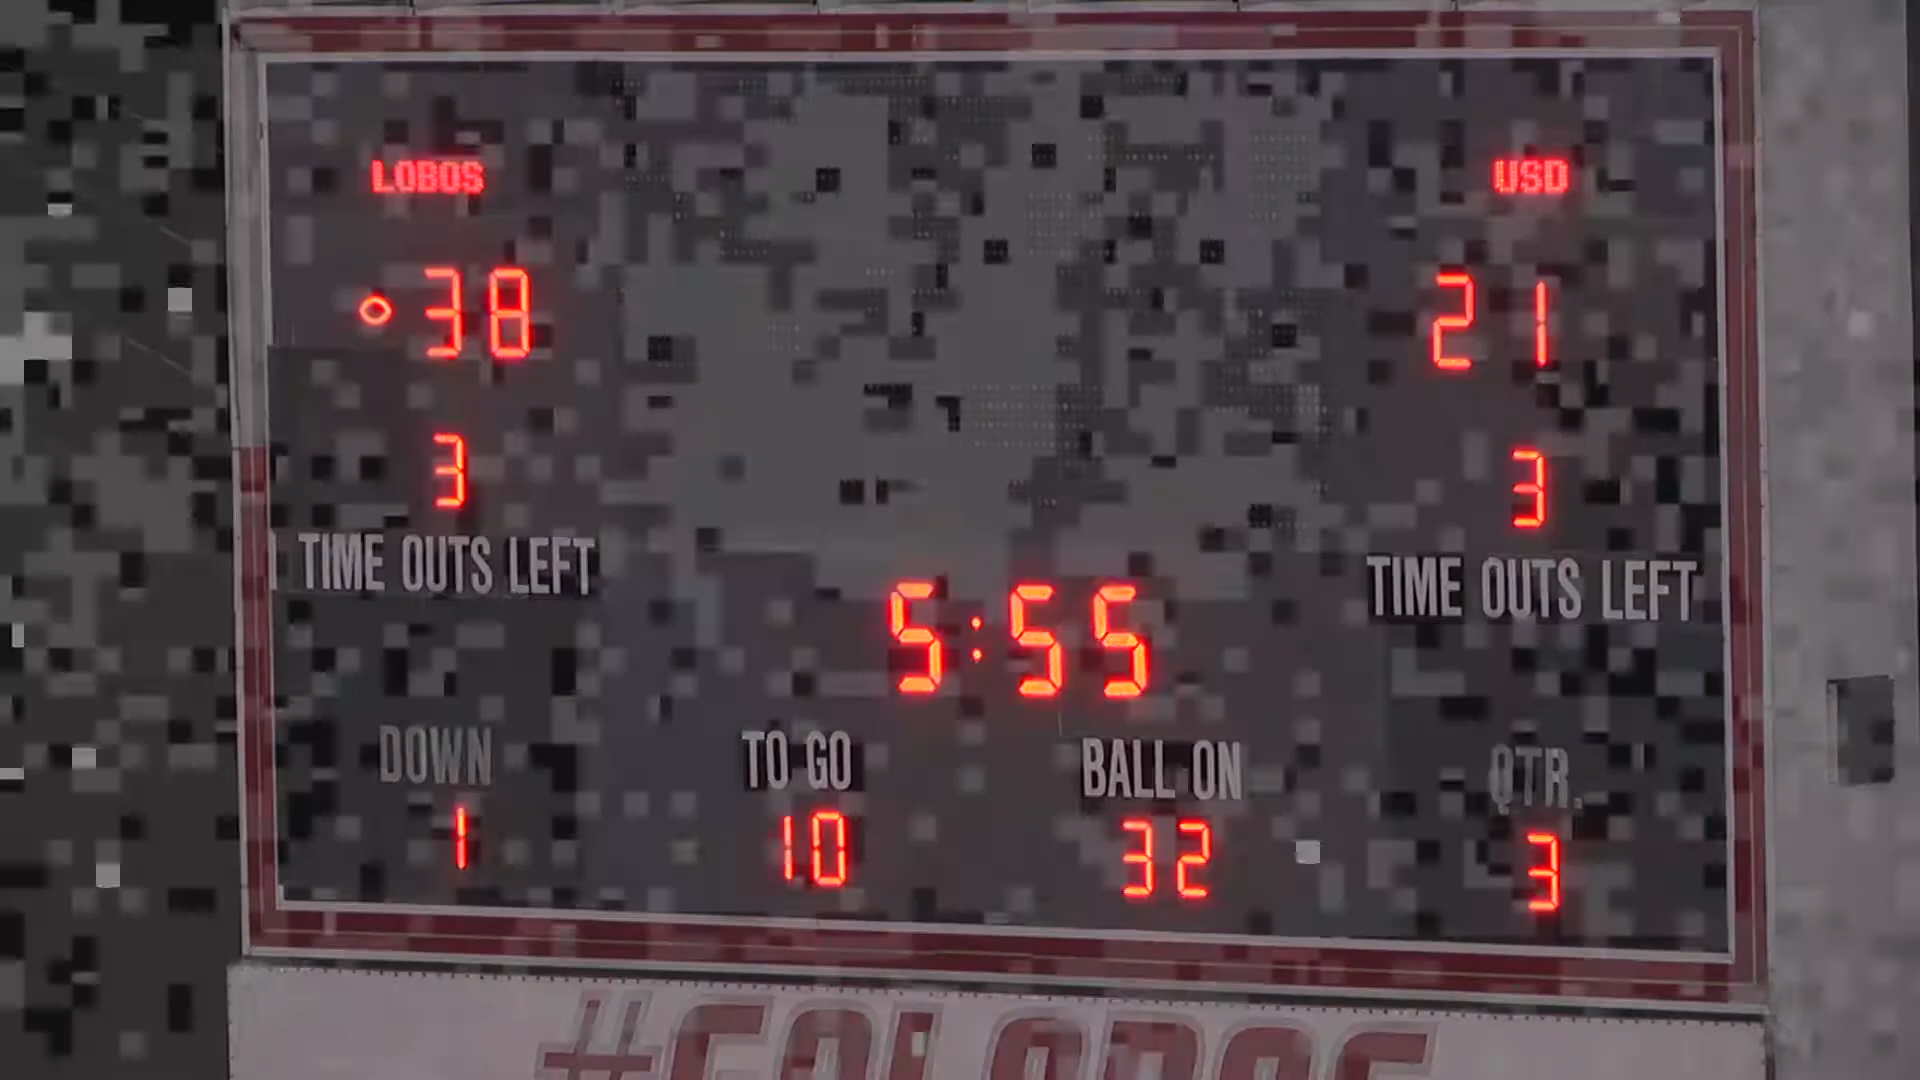 LOBOS USD
38 21
3 3
TIME OUTS LEFT TIME OUTS LEFT
5:55
DOWN TO GO BALL ON QTR.
1 10 32 3
#GOLOBOS